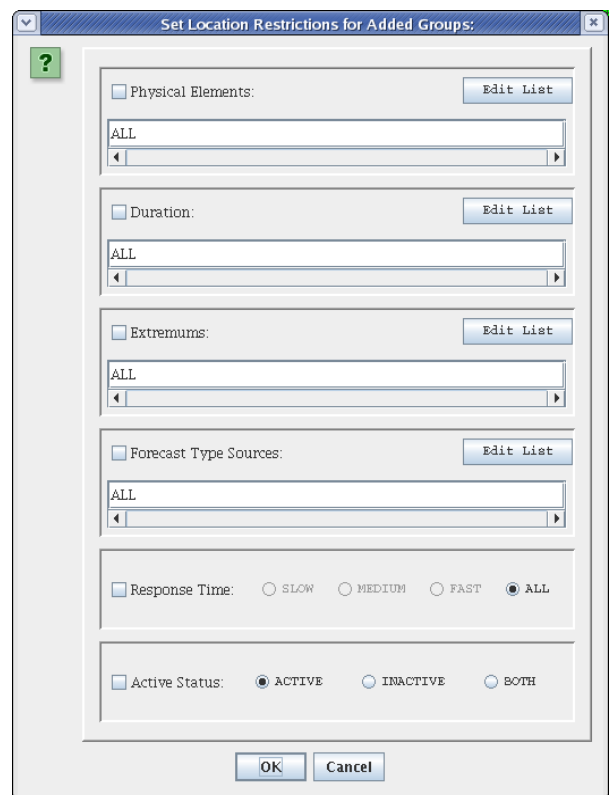 Set Location Restrictions for Added Groups:
?
Physical Elements: Edit List
ALL
Duration: Edit List
ALL
Extremums: Edit List
ALL
Forecast Type Sources: Edit List
ALL
Response Time: SLOW MEDIUM FAST ALL
Active Status: ACTIVE INACTIVE BOTH
OK Cancel